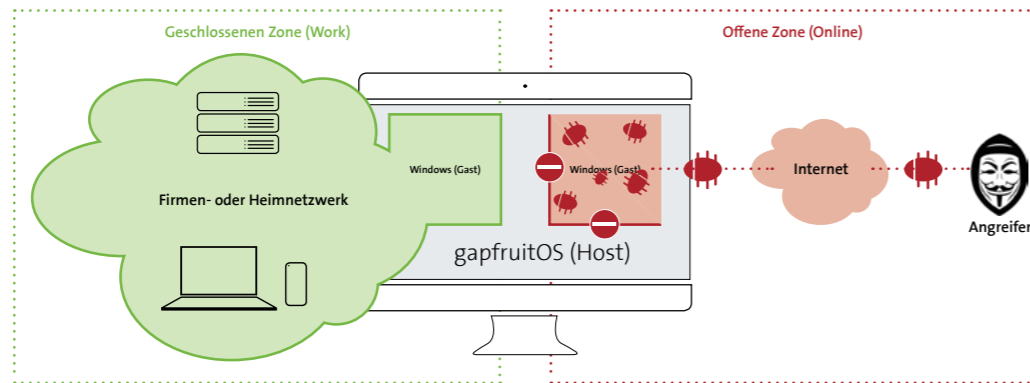 Geschlossenen Zone (Work)
Offene Zone (Online)
Windows (Gast)
Windows (Gast)
Internet
Firmen- oder Heimnetzwerk
Angreifer
gapfruitOS (Host)